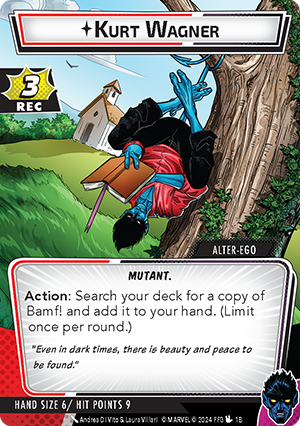 ✦KURT WAGNER
3
REC
ALTER-EGO
MUTANT.
Action: Search your deck for a copy of
Bamf! and add it to your hand. (Limit
once per round.)
"Even in dark times, there is beauty and peace to
be found."
HAND SIZE 6/ HIT POINTS 9
Andrea Di Vito & Laura Villari © MARVEL © 2024 FFG 1B